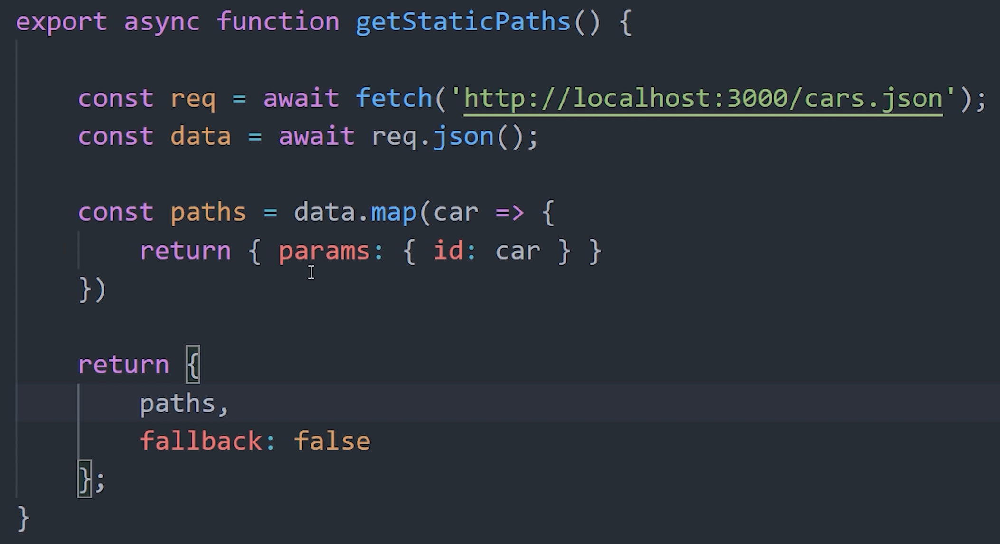 export async function getStaticPaths() {
const req = await fetch('http://localhost:3000/cars.json');
const data = await req.json();
const paths = data.map(car => {
return { params: { id: car } }
})
return {
paths,
fallback: false
};
}